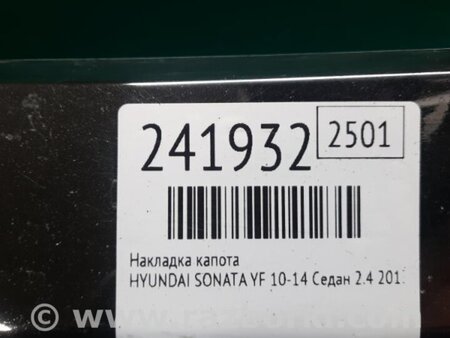 241932 2501
Накладка капота
HYUNDAI SONATA YF 10-14 Седан 2.4 201